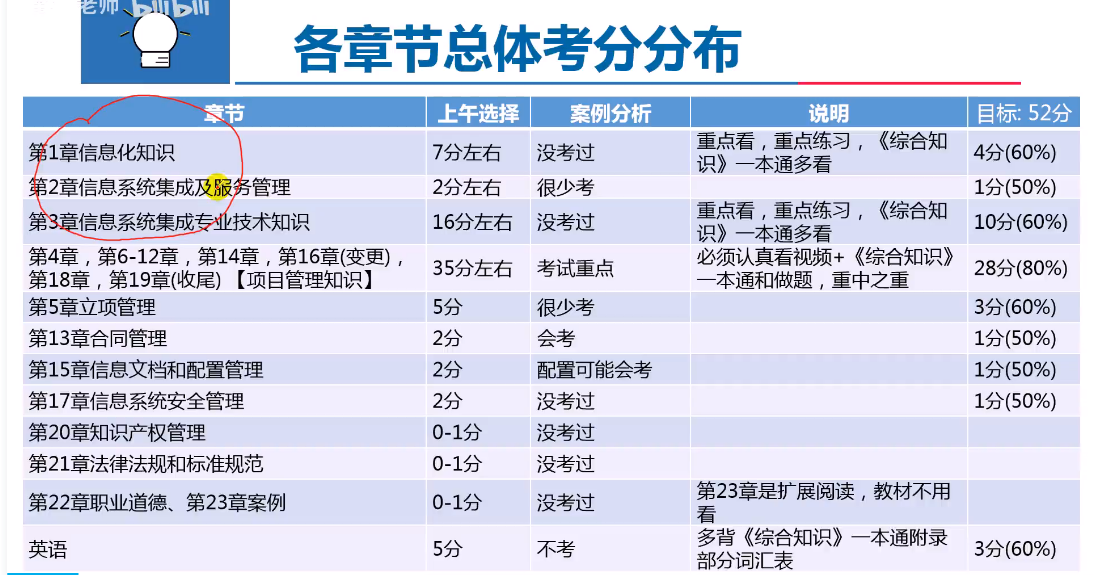 老师 bilibili
各章节总体考分分布
章节 上午选择 案例分析 说明 目标: 52分
第1章信息化知识 7分左右 没考过 重点看，重点练习，《综合知
识》一本通多看 4分(60%)
第2章信息系统集成及服务管理 2分左右 很少考 1分(50%)
第3章信息系统集成专业技术知识 16分左右 没考过 重点看，重点练习，《综合知
识》一本通多看 10分(60%)
第4章，第6-12章，第14章，第16章(变更)，
第18章，第19章(收尾) 【项目管理知识】 35分左右 考试重点 必须认真看视频+《综合知识》
一本通和做题，重中之重 28分(80%)
第5章立项管理 5分 很少考 3分(60%)
第13章合同管理 2分 会考 1分(50%)
第15章信息文档和配置管理 2分 配置可能会考 1分(50%)
第17章信息系统安全管理 2分 没考过 1分(50%)
第20章知识产权管理 0-1分 没考过
第21章法律法规和标准规范 0-1分 没考过
第22章职业道德、第23章案例 0-1分 没考过 第23章是扩展阅读，教材不用
看
英语 5分 不考 多背《综合知识》一本通附录
部分词汇表 3分(60%)